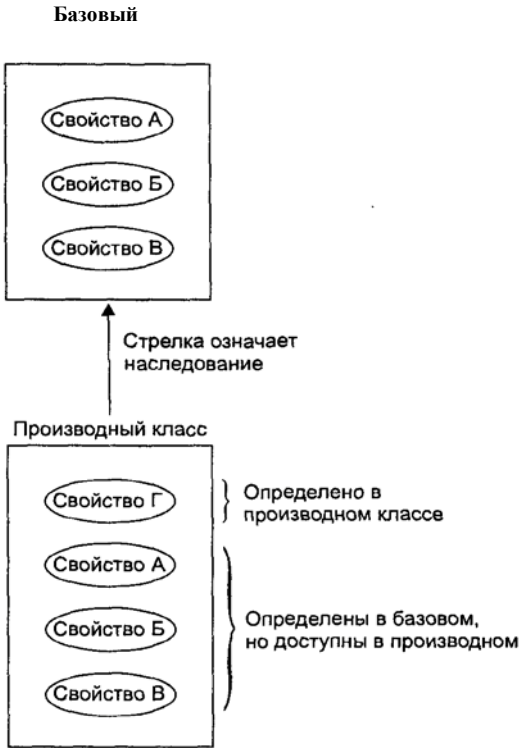 Базовый
Свойство А
Свойство Б
Свойство В
Стрелка означает
наследование
Производный класс
Свойство Г
Определено в
производном классе
Свойство А
Свойство Б
Свойство В
Определены в базовом,
но доступны в производном